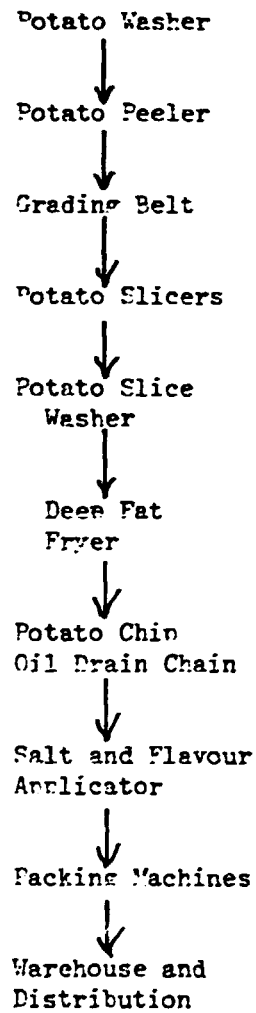 Potato Washer
Potato Peeler
Grading Belt
Potato Slicers
Potato Slice
Washer
Deep Fat
Fryer
Potato Chip
Oil Drain Chain
Salt and Flavour
Applicator
Packing Machines
Warehouse and
Distribution